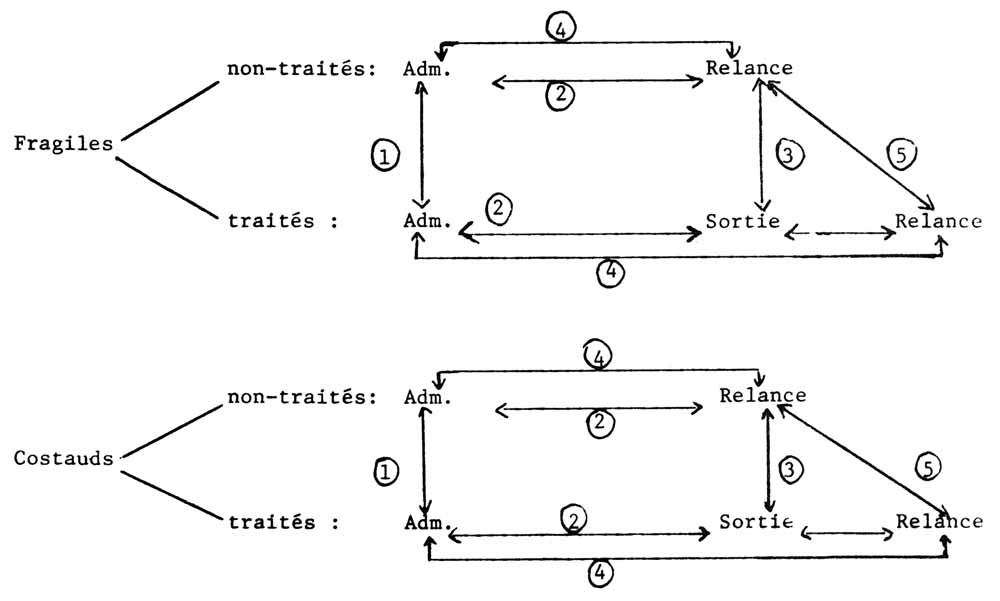 ④
non-traités: Adm. Relance
②
Fragiles ① ③ ⑤
②
traités : Adm. Sortie Relance
④
④
non-traités: Adm. Relance
②
Costauds ① ③ ⑤
②
traités : Adm. Sortie Relance
④